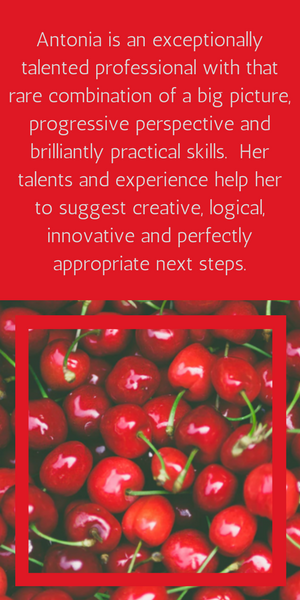 Antonia is an exceptionally
talented professional with that
rare combination of a big picture,
progressive perspective and
brilliantly practical skills.  Her
talents and experience help her
to suggest creative, logical,
innovative and perfectly
appropriate next steps.